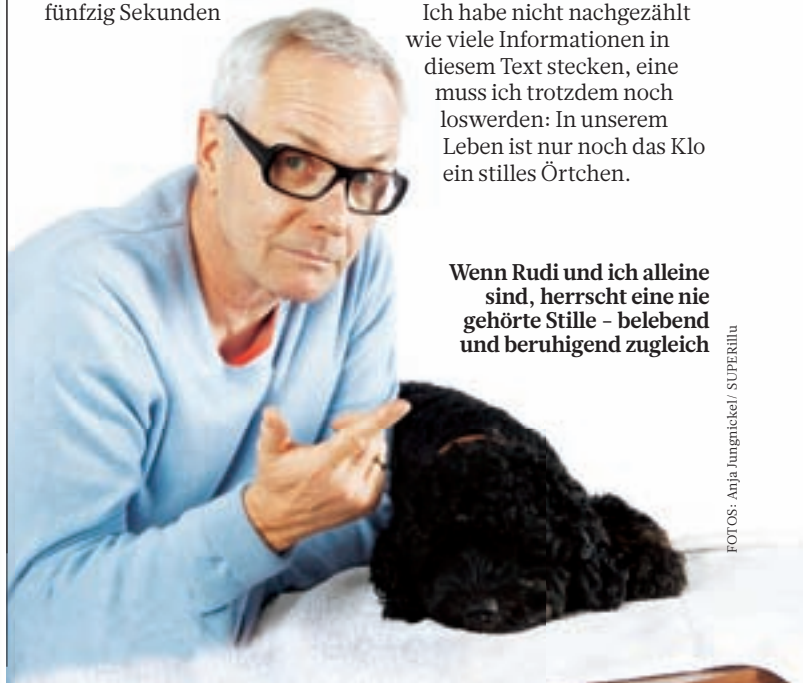 fünfzig Sekunden
Ich habe nicht nachgezählt
wie viele Informationen in
diesem Text stecken, eine
muss ich trotzdem noch
loswerden: In unserem
Leben ist nur noch das Klo
ein stilles Örtchen.
Wenn Rudi und ich alleine
sind, herrscht eine nie
gehörte Stille – belebend
und beruhigend zugleich
FOTOS: Anja Jungnickel/ SUPERillu